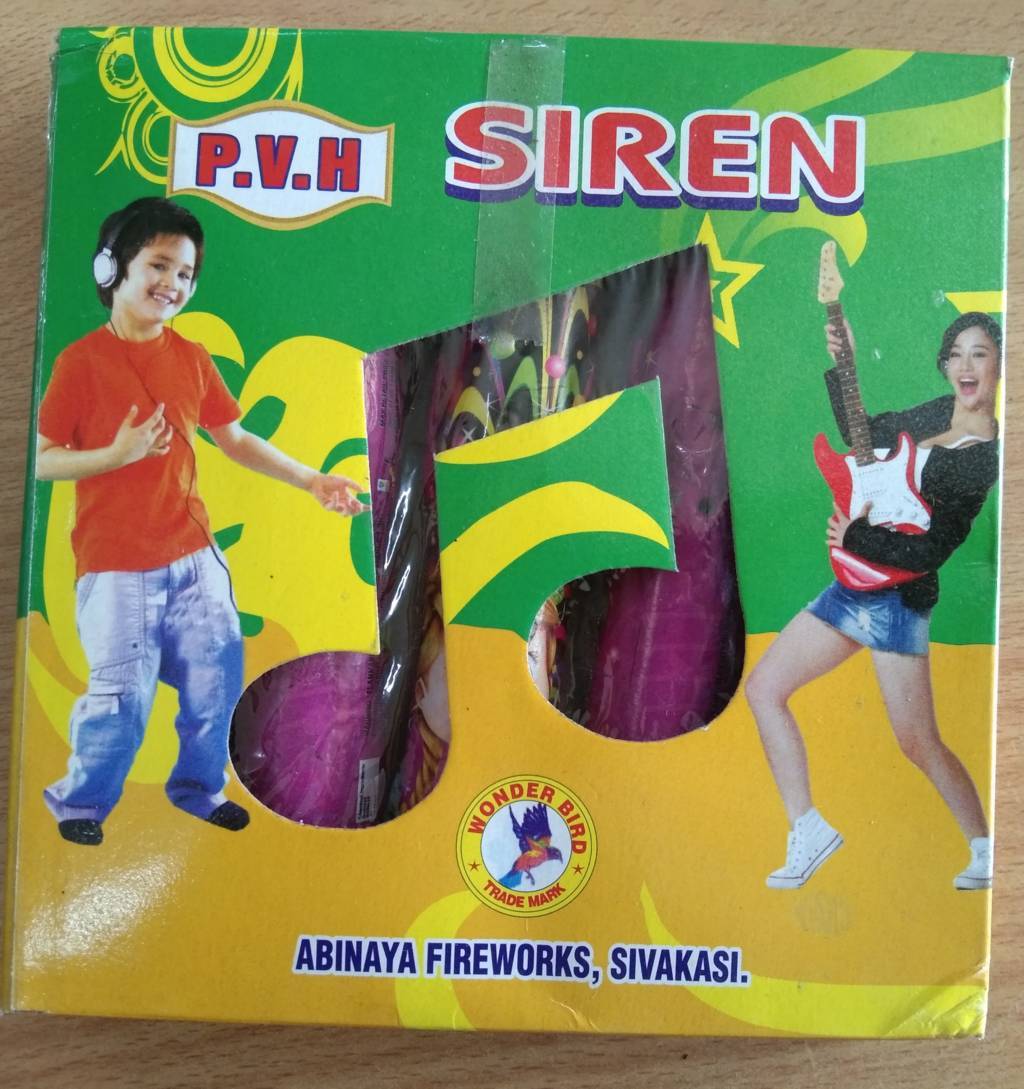 P.V.H
SIREN
WONDER BIRD
TRADE MARK
ABINAYA FIREWORKS, SIVAKASI.